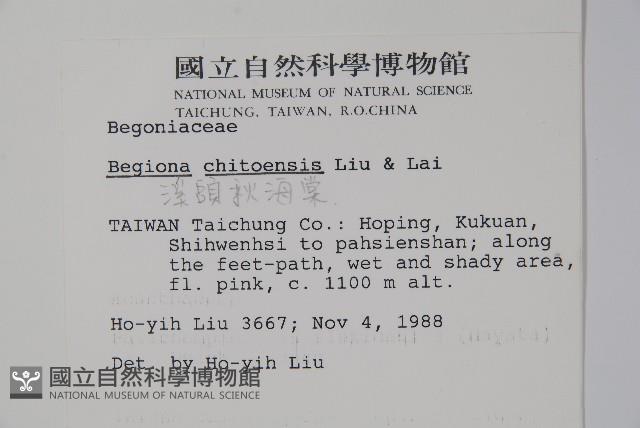 國立自然科學博物館
NATIONAL MUSEUM OF NATURAL SCIENCE
TAICHUNG, TAIWAN, R.O.CHINA
Begoniaceae
Begiona chitoensis Liu & Lai
溪頭秋海棠
TAIWAN Taichung Co.: Hoping, Kukuan,
Shihwenhsi to pahsienshan; along
the feet-path, wet and shady area,
fl. pink, c. 1100 m alt.
Ho-yih Liu 3667; Nov 4, 1988
Det. by Ho-yih Liu
國立自然科學博物館
NATIONAL MUSEUM OF NATURAL SCIENCE